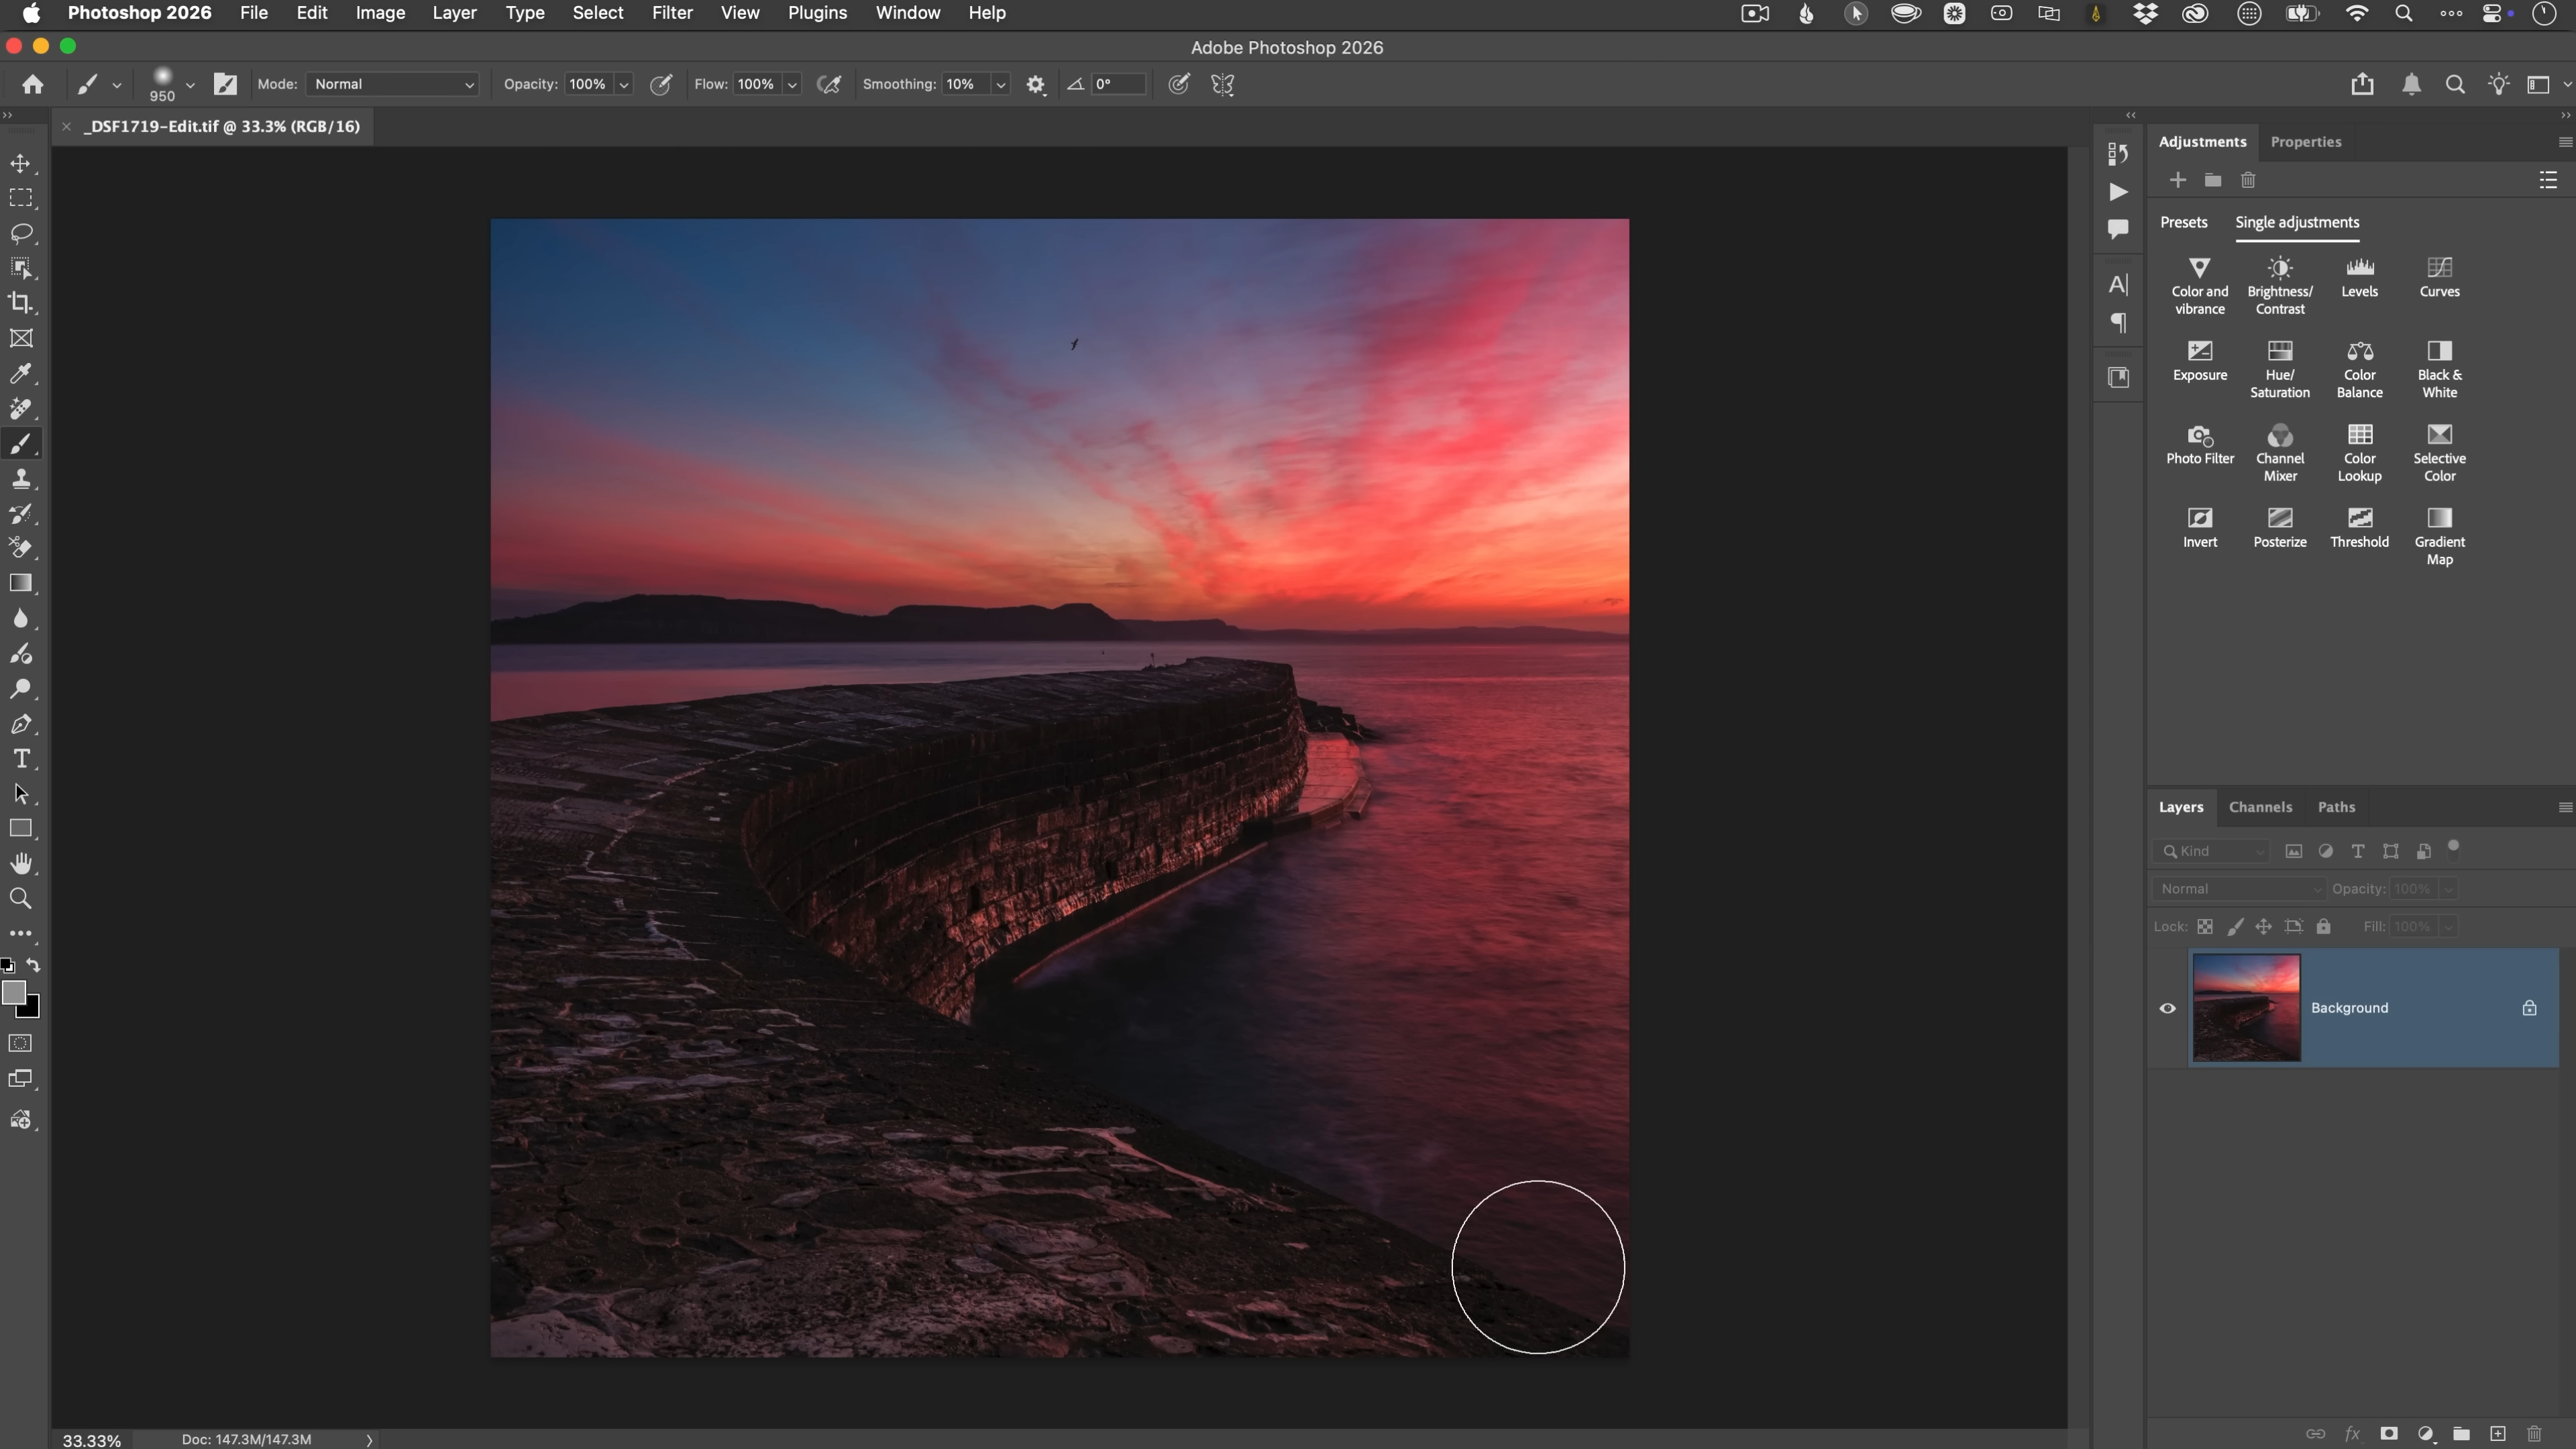 Photoshop 2026 File Edit Image Layer Type Select Filter View Plugins Window Help
Adobe Photoshop 2026
950 Mode: Normal Opacity: 100% Flow: 100% Smoothing: 10% 0°
_DSF1719-Edit.tif @ 33.3% (RGB/16)
Adjustments Properties
Presets Single adjustments
Color and vibrance
Brightness/ Contrast
Levels
Curves
Exposure
Hue/ Saturation
Color Balance
Black & White
Photo Filter
Channel Mixer
Color Lookup
Selective Color
Invert
Posterize
Threshold
Gradient Map
Layers Channels Paths
Kind
Normal Opacity: 100%
Lock: Fill: 100%
Background
fx
33.33% Doc: 147.3M/147.3M